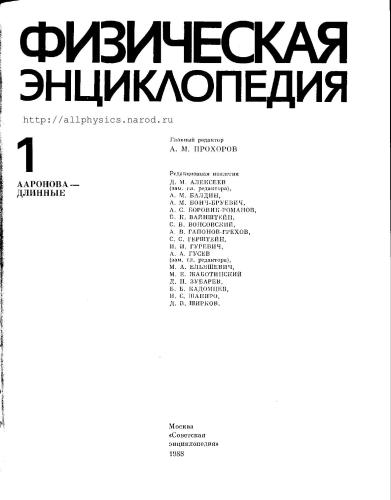 ФИЗИЧЕСКАЯ
ЭНЦИКЛОПЕДИЯ
http://allphysics.narod.ru
1
ААРОНОВА—
ДЛИННЫЕ
Главный редактор
А. М. ПРОХОРОВ
Редакционная коллегия
Д. М. АЛЕКСЕЕВ
(зам. гл. редактора),
А. М. БАЛДИН,
А. М. БОНЧ-БРУЕВИЧ,
А. С. БОРОВИК-РОМАНОВ,
Б. К. ВАЙНШТЕЙН,
С. В. ВОНСОВСКИЙ,
А. В. ГАПОНОВ-ГРЕХОВ,
С. С. ГЕРШТЕЙН,
И. И. ГУРЕВИЧ,
А. А. ГУСЕВ
(зам. гл. редактора),
М. А. ЕЛЬЯШЕВИЧ,
М. Е. ЖАБОТИНСКИЙ
Д. Н. ЗУБАРЕВ,
Б. Б. КАДОМЦЕВ,
И. С. ШАПИРО,
Д. В. ШИРКОВ.
Москва
«Советская
энциклопедия»
1988